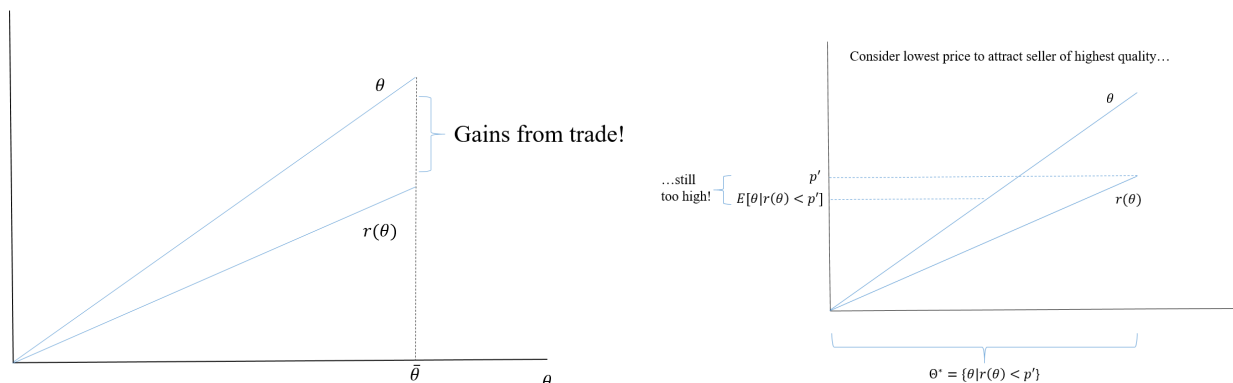 θ
Gains from trade!
r(θ)
θ̄
θ
Consider lowest price to attract seller of highest quality…
θ
…still
too high!
p′
E[θ|r(θ) < p′]
r(θ)
Θ* = {θ|r(θ) < p′}